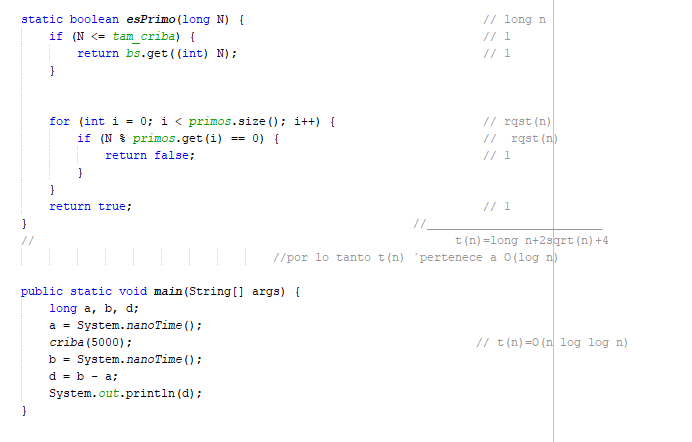 static boolean esPrimo(long N) { // long n
if (N <= tam_criba) { // 1
return bs.get((int) N); // 1
}
for (int i = 0; i < primos.size(); i++) { // rqst(n)
if (N % primos.get(i) == 0) { // rqst(n)
return false; // 1
}
}
return true; // 1
} //_________________________
// t(n)=long n+2sqrt(n)+4
//por lo tanto t(n) ´pertenece a O(log n)
public static void main(String[] args) {
long a, b, d;
a = System.nanoTime();
criba(5000); // t(n)=O(n log log n)
b = System.nanoTime();
d = b - a;
System.out.println(d);
}